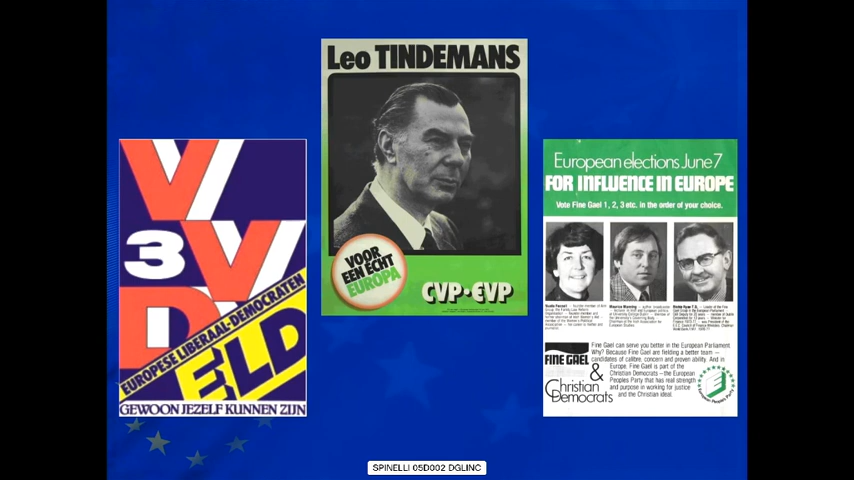 VV
3 V
D
EUROPESE LIBERAAL-DEMOCRATEN
ELD
GEWOON JEZELF KUNNEN ZIJN
Leo TINDEMANS
VOOR
EEN ECHT
EUROPA
CVP•EVP
European elections June 7
FOR INFLUENCE IN EUROPE
Vote Fine Gael 1, 2, 3 etc. in the order of your choice.
Fine Gael can serve you better in the European Parliament
Why? Because Fine Gael are fielding a better team –
candidates of calibre, concern and proven ability. And in
Europe, Fine Gael is part of the
Christian Democrats – the European
Peoples Party that has real strength
and purpose in working for justice
and the Christian ideal.
FINE GAEL
&
Christian
Democrats
European Peoples Party
SPINELLI 05D002 DGLINC